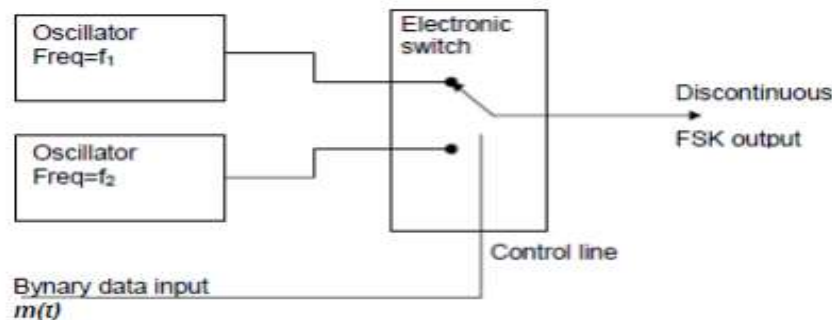 Oscillator
Freq=f₁
Electronic
switch
Discontinuous
FSK output
Oscillator
Freq=f₂
Control line
Bynary data input
m(t)